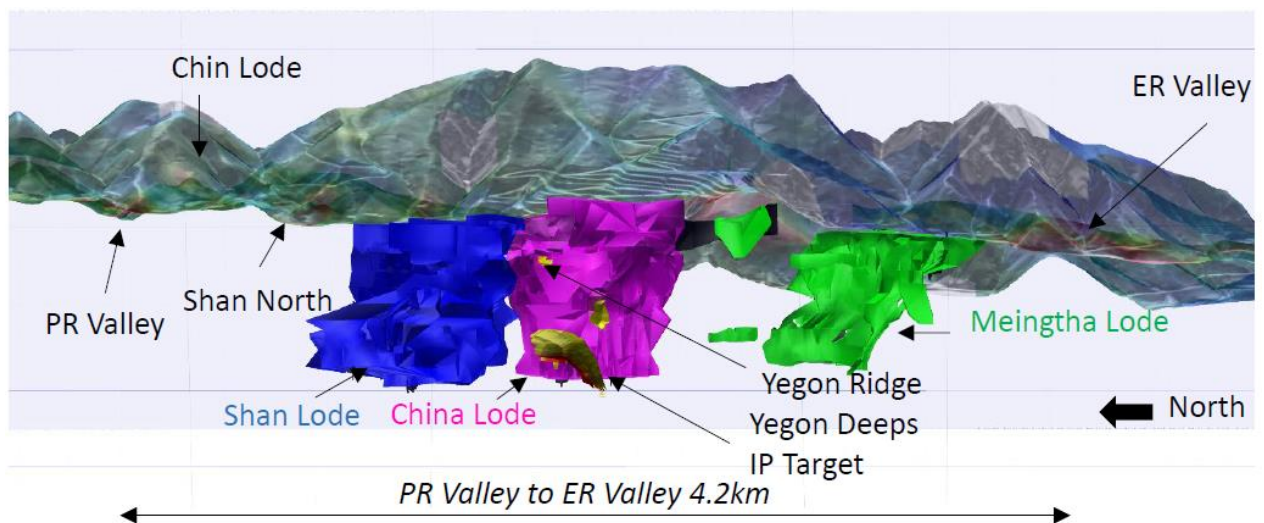 Chin Lode
ER Valley
PR Valley
Shan North
Meingtha Lode
Shan Lode
China Lode
Yegon Ridge
Yegon Deeps
IP Target
North
PR Valley to ER Valley 4.2km